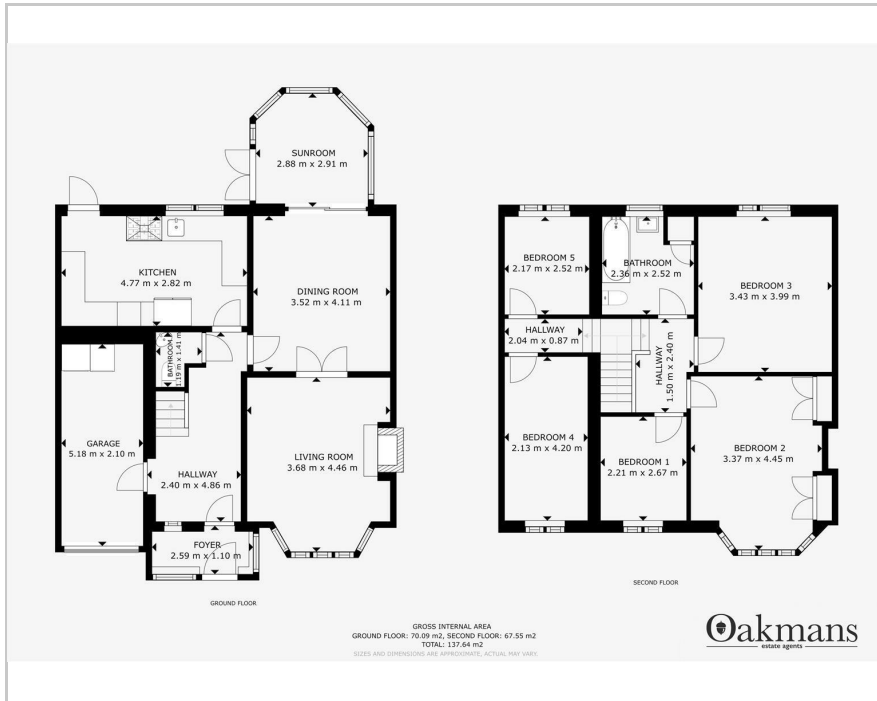 SUNROOM
2.88 m x 2.91 m
KITCHEN
4.77 m x 2.82 m
DINING ROOM
3.52 m x 4.11 m
BATHROOM
1.19 m x 1.41 m
GARAGE
5.18 m x 2.10 m
HALLWAY
2.40 m x 4.86 m
LIVING ROOM
3.68 m x 4.46 m
FOYER
2.59 m x 1.10 m
GROUND FLOOR
BEDROOM 5
2.17 m x 2.52 m
BATHROOM
2.36 m x 2.52 m
BEDROOM 3
3.43 m x 3.99 m
HALLWAY
2.04 m x 0.87 m
HALLWAY
1.50 m x 2.40 m
BEDROOM 4
2.13 m x 4.20 m
BEDROOM 1
2.21 m x 2.67 m
BEDROOM 2
3.37 m x 4.45 m
SECOND FLOOR
GROSS INTERNAL AREA
GROUND FLOOR: 70.09 m2, SECOND FLOOR: 67.55 m2
TOTAL: 137.64 m2
SIZES AND DIMENSIONS ARE APPROXIMATE, ACTUAL MAY VARY.
Oakmans
estate agents